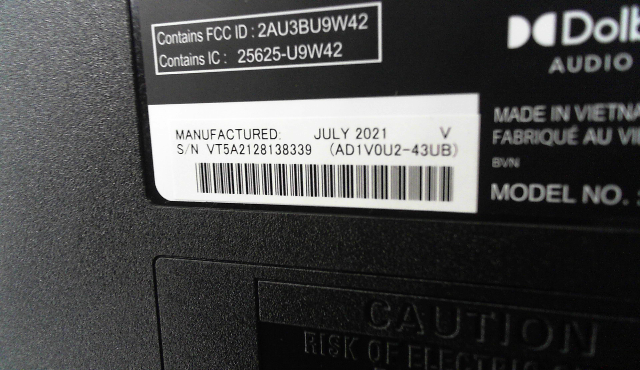 Contains FCC ID : 2AU3BU9W42
Contains IC : 25625-U9W42
AUDIO
MANUFACTURED: JULY 2021 V
S/N VT5A2128138339 (AD1V0U2-43UB)
MADE IN VIETNA
FABRIQUÉ AU VI
BVN
MODEL NO.
CAUTION
RISK OF ELECTRIC